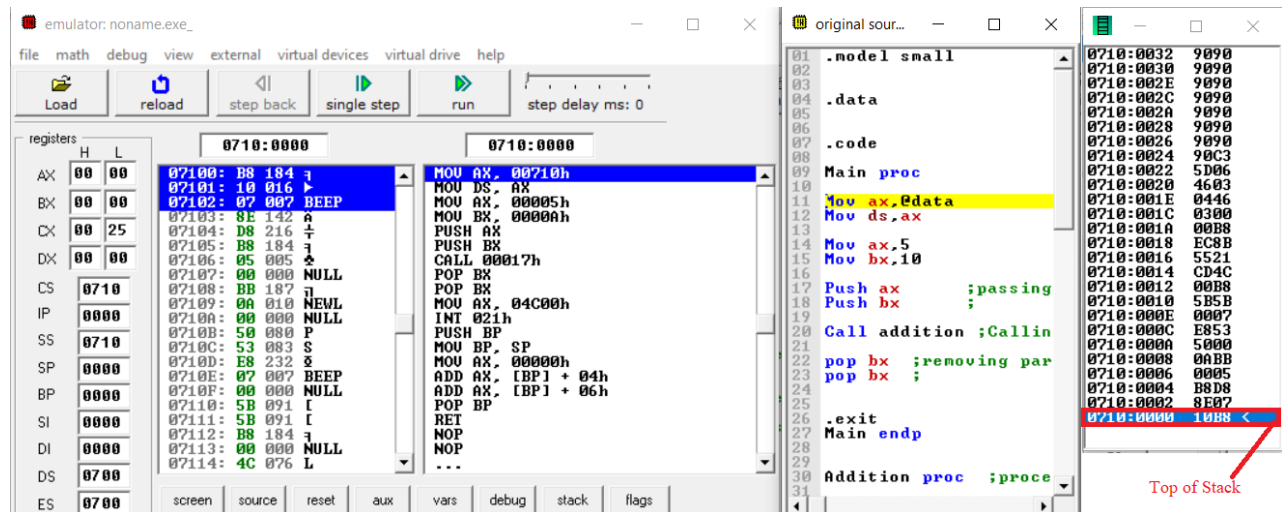 emulator: noname.exe_
file math debug view external virtual devices virtual drive help
Load reload step back single step run step delay ms: 0
registers
H L
AX 00 00
BX 00 00
CX 00 25
DX 00 00
CS 0710
IP 0000
SS 0710
SP 0000
BP 0000
SI 0000
DI 0000
DS 0700
ES 0700
0710:0000
07100: B8 184 ╕
07101: 10 016 ►
07102: 07 007 BEEP
07103: 8E 142 Ä
07104: D8 216 ╪
07105: B8 184 ╕
07106: 05 005 ♣
07107: 00 000 NULL
07108: BB 187 ╗
07109: 0A 010 NEWL
0710A: 00 000 NULL
0710B: 50 080 P
0710C: 53 083 S
0710D: E8 232 Φ
0710E: 07 007 BEEP
0710F: 00 000 NULL
07110: 5B 091 [
07111: 5B 091 [
07112: B8 184 ╕
07113: 00 000 NULL
07114: 4C 076 L
0710:0000
MOV AX, 00710h
MOV DS, AX
MOV AX, 00005h
MOV BX, 0000Ah
PUSH AX
PUSH BX
CALL 00017h
POP BX
POP BX
MOV AX, 04C00h
INT 021h
PUSH BP
MOV BP, SP
MOV AX, 00000h
ADD AX, [BP] + 04h
ADD AX, [BP] + 06h
POP BP
RET
NOP
NOP
...
screen source reset aux vars debug stack flags
original sour...
01 .model small
02
03
04 .data
05
06
07 .code
08
09 Main proc
10
11 Mov ax,@data
12 Mov ds,ax
13
14 Mov ax,5
15 Mov bx,10
16
17 Push ax ;passing
18 Push bx ;
19
20 Call addition ;Callin
21
22 pop bx ;removing par
23 pop bx ;
24
25
26 .exit
27 Main endp
28
29
30 Addition proc ;proce
31
0710:0032 9090
0710:0030 9090
0710:002E 9090
0710:002C 9090
0710:002A 9090
0710:0028 9090
0710:0026 9090
0710:0024 90C3
0710:0022 5D06
0710:0020 4603
0710:001E 0446
0710:001C 0300
0710:001A 00B8
0710:0018 EC8B
0710:0016 5521
0710:0014 CD4C
0710:0012 00B8
0710:0010 5B5B
0710:000E 0007
0710:000C E853
0710:000A 5000
0710:0008 0ABB
0710:0006 0005
0710:0004 B8D8
0710:0002 8E07
0710:0000 10B8 <
Top of Stack